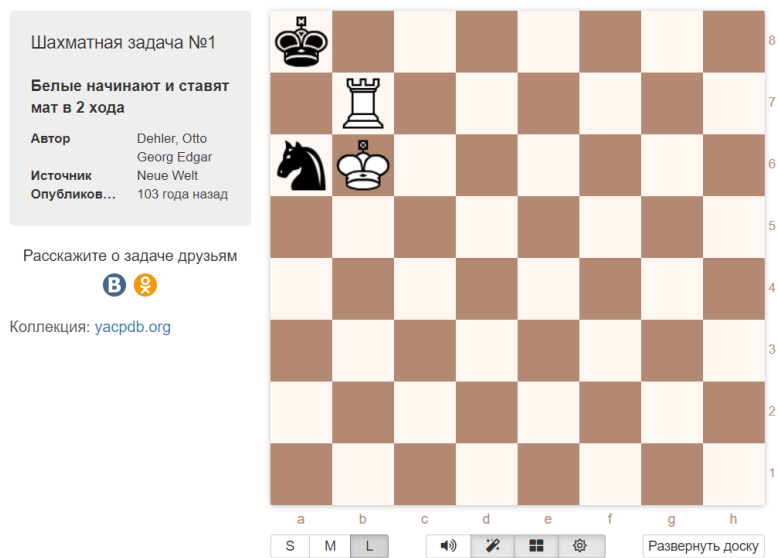 Шахматная задача №1
Белые начинают и ставят
мат в 2 хода
Автор Dehler, Otto
Georg Edgar
Источник Neue Welt
Опубликов... 103 года назад
Расскажите о задаче друзьям
B
Коллекция: yacpdb.org
8
7
6
5
4
3
2
1
a b c d e f g h
S M L
Развернуть доску